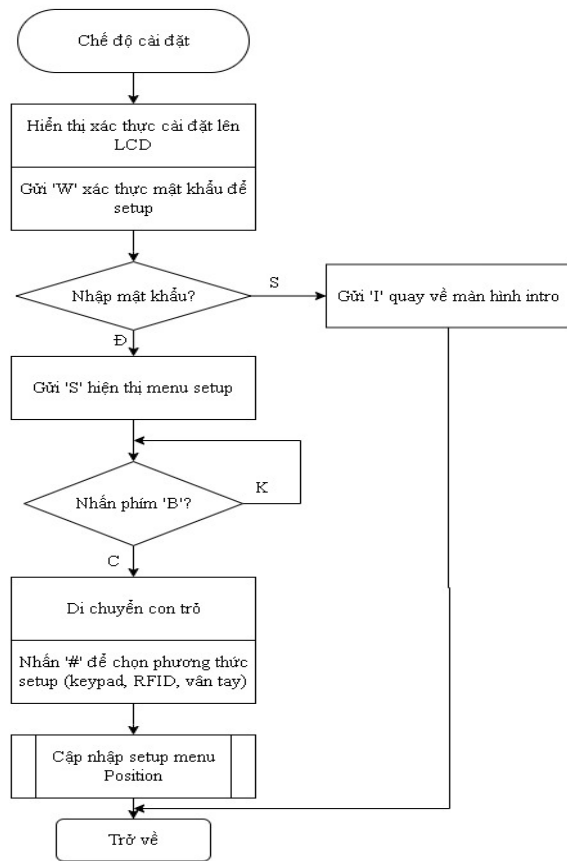 Chế độ cài đặt
Hiển thị xác thực cài đặt lên
LCD
Gửi 'W' xác thực mật khẩu để
setup
Nhập mật khẩu?
S
Gửi 'I' quay về màn hình intro
Đ
Gửi 'S' hiện thị menu setup
Nhấn phím 'B'?
K
C
Di chuyển con trỏ
Nhấn '#' để chọn phương thức
setup (keypad, RFID, vân tay)
Cập nhập setup menu
Position
Trở về